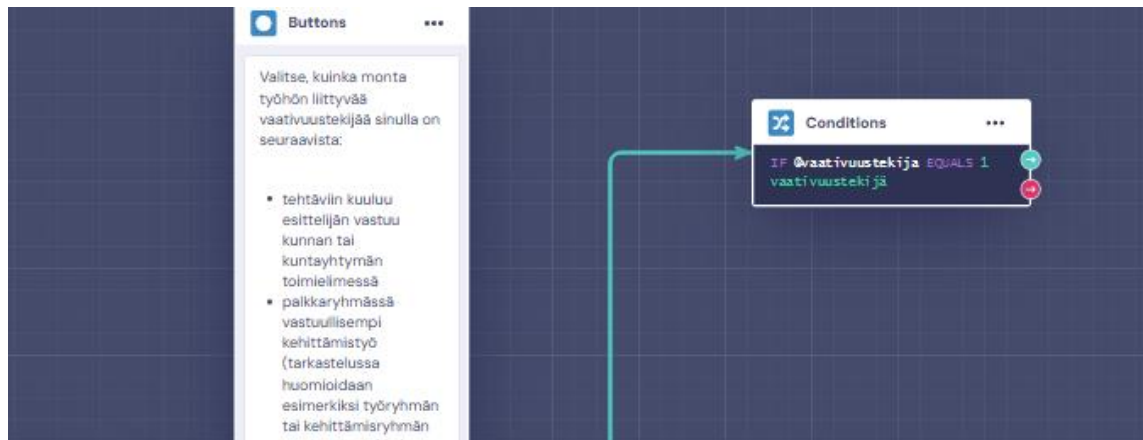 Buttons
Valitse, kuinka monta
työhön liittyvää
vaativuustekijää sinulla on
seuraavista:
• tehtäviin kuuluu
esittelijän vastuu
kunnan tai
kuntayhtymän
toimielimessä
• palkkaryhmässä
vastuullisempi
kehittämistyö
(tarkastelussa
huomioidaan
esimerkiksi työryhmän
tai kehittämisryhmän
Conditions
IF @vaativuustekija EQUALS 1
vaativuustekijä